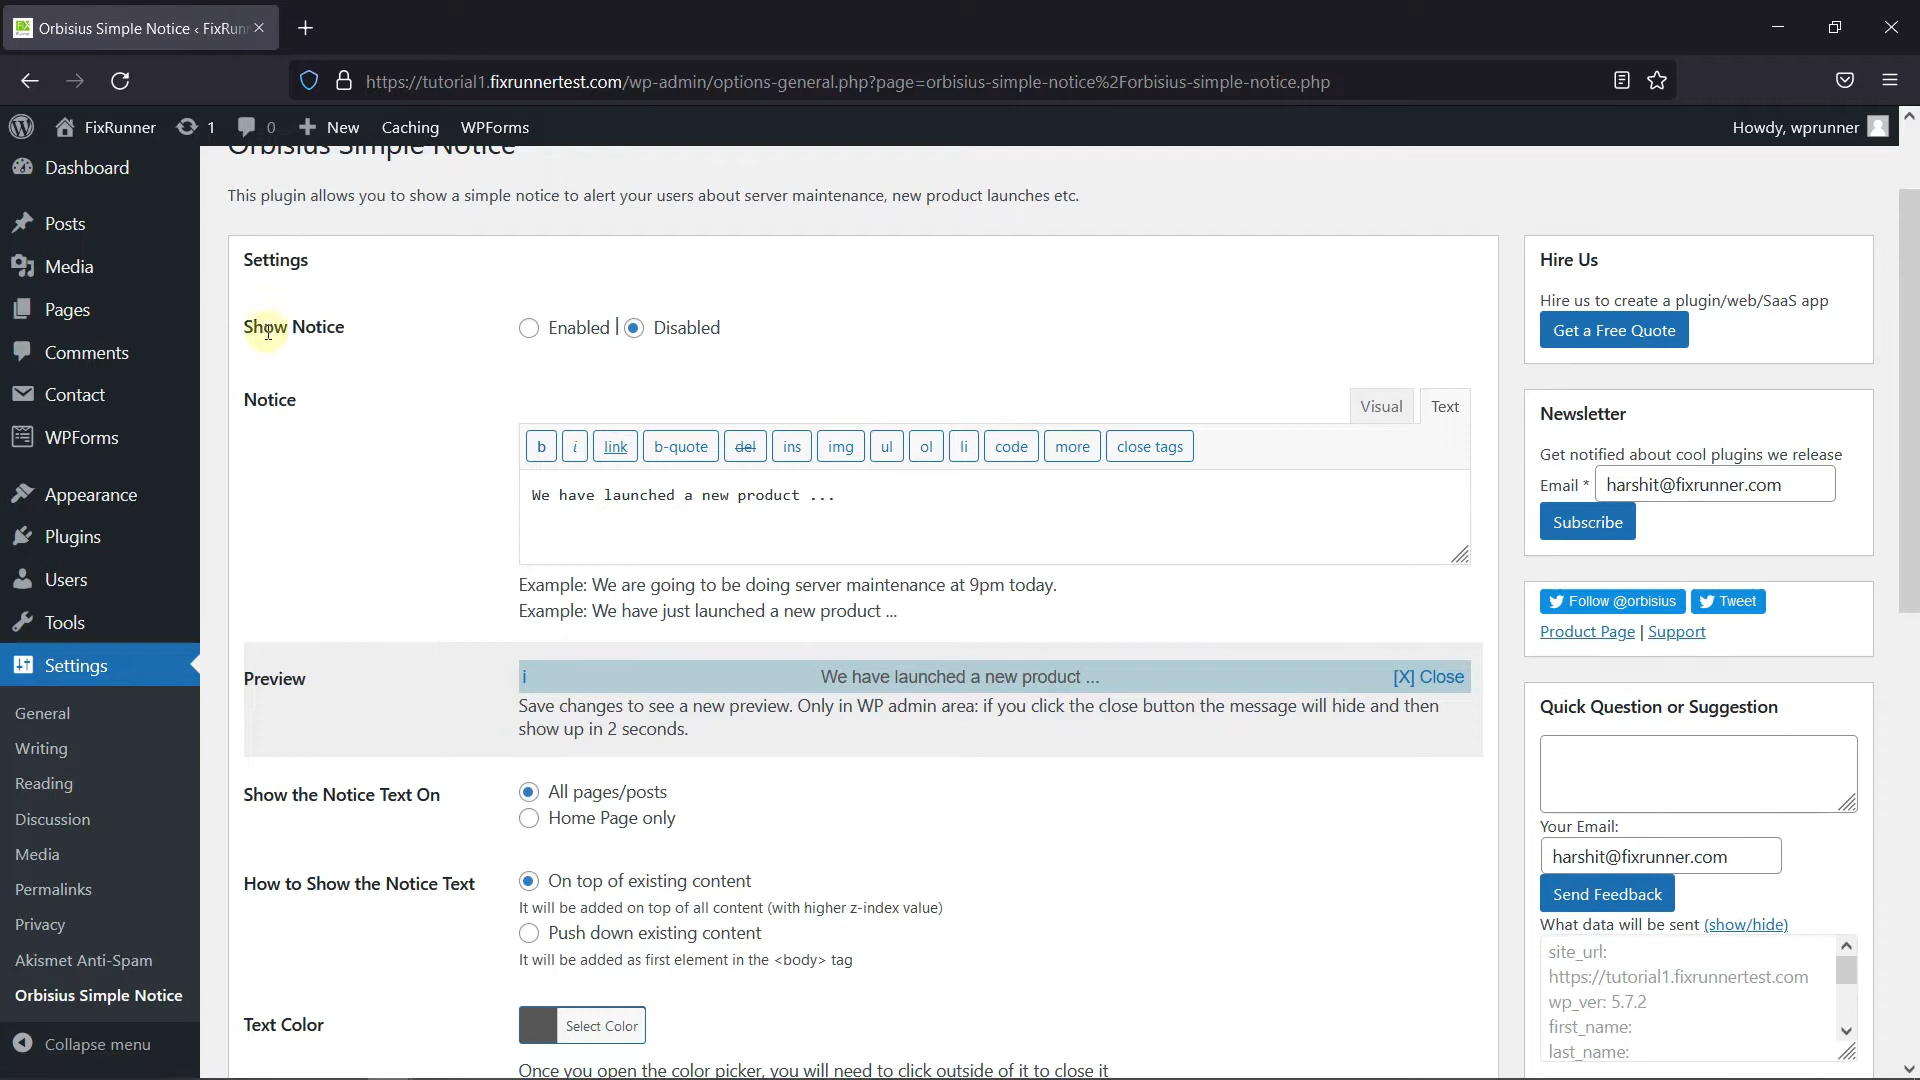 Orbisius Simple Notice ‹ FixRun
https://tutorial1.fixrunnertest.com/wp-admin/options-general.php?page=orbisius-simple-notice%2Forbisius-simple-notice.php
FixRunner 1 0 New Caching WPForms Howdy, wprunner
Dashboard
Posts
Media
Pages
Comments
Contact
WPForms
Appearance
Plugins
Users
Tools
Settings
General
Writing
Reading
Discussion
Media
Permalinks
Privacy
Akismet Anti-Spam
Orbisius Simple Notice
Collapse menu
Orbisius Simple Notice
This plugin allows you to show a simple notice to alert your users about server maintenance, new product launches etc.
Settings
Show Notice
Enabled | Disabled
Notice
Visual Text
b i link b-quote del ins img ul ol li code more close tags
We have launched a new product ...
Example: We are going to be doing server maintenance at 9pm today.
Example: We have just launched a new product ...
Preview
i We have launched a new product ... [X] Close
Save changes to see a new preview. Only in WP admin area: if you click the close button the message will hide and then
show up in 2 seconds.
Show the Notice Text On
All pages/posts
Home Page only
How to Show the Notice Text
On top of existing content
It will be added on top of all content (with higher z-index value)
Push down existing content
It will be added as first element in the <body> tag
Text Color
Select Color
Once you open the color picker, you will need to click outside of it to close it
Hire Us
Hire us to create a plugin/web/SaaS app
Get a Free Quote
Newsletter
Get notified about cool plugins we release
Email * harshit@fixrunner.com
Subscribe
Follow @orbisius Tweet
Product Page | Support
Quick Question or Suggestion
Your Email:
harshit@fixrunner.com
Send Feedback
What data will be sent (show/hide)
site_url:
https://tutorial1.fixrunnertest.com
wp_ver: 5.7.2
first_name:
last_name: